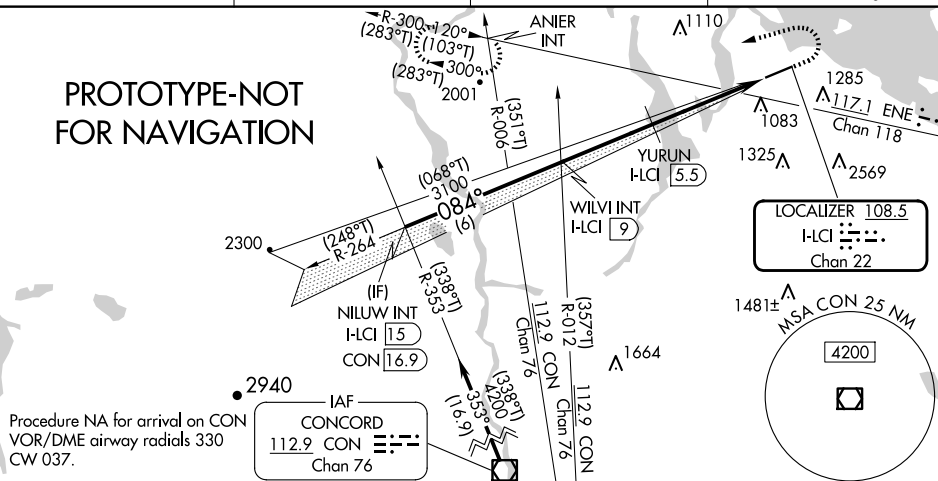 PROTOTYPE-NOT
FOR NAVIGATION
R-300
120°
(283°T)
(103°T)
300°
(283°T)
2001
ANIER
INT
1110
(351°T)
R-006
1285
117.1 ENE
Chan 118
1083
1325
2569
YURUN
I-LCI 5.5
(068°T)
3100
084°
(6)
WILVI INT
I-LCI 9
LOCALIZER 108.5
I-LCI
Chan 22
2300
(248°T)
R-264
(IF)
NILUW INT
I-LCI 15
CON 16.9
(338°T)
R-353
112.9 CON
Chan 76
(357°T)
R-012
112.9 CON
Chan 76
1664
1481±
MSA CON 25 NM
4200
2940
Procedure NA for arrival on CON
VOR/DME airway radials 330
CW 037.
IAF
CONCORD
112.9 CON
Chan 76
(338°T)
4200
353°
(16.9)